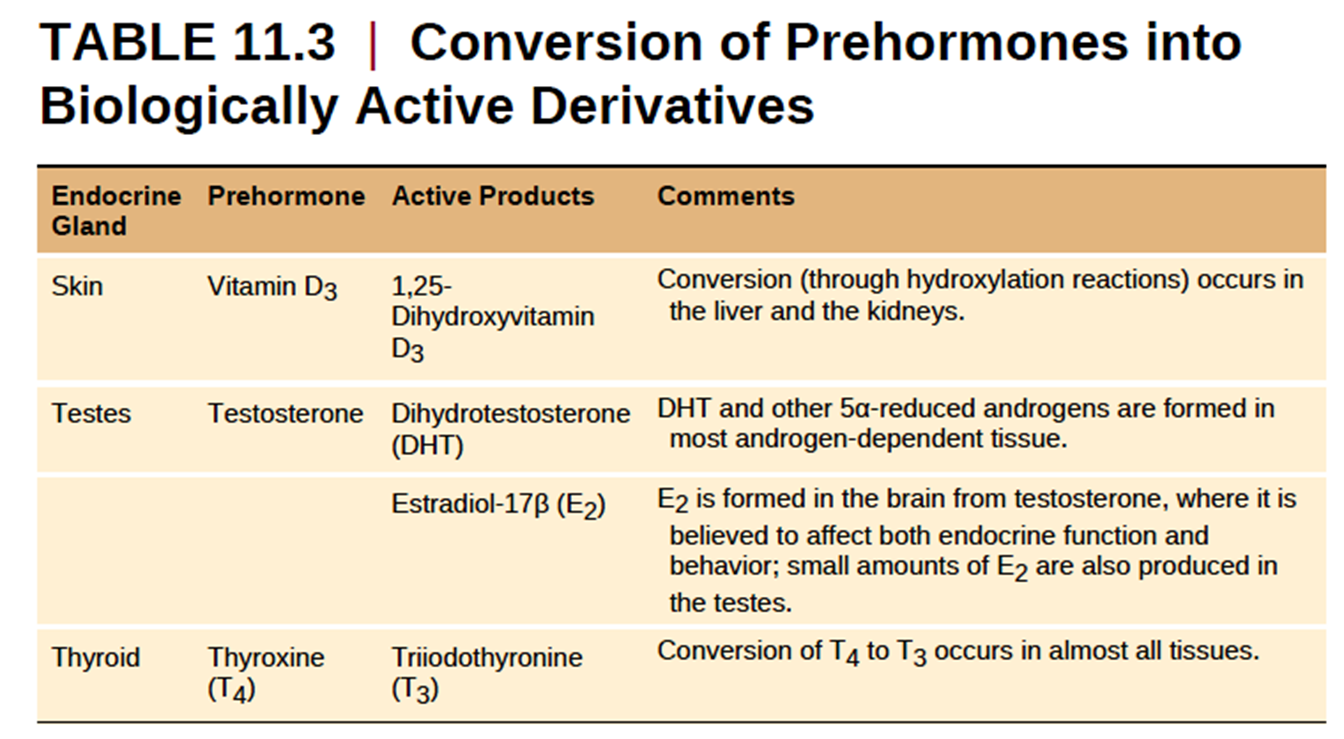 TABLE 11.3 | Conversion of Prehormones into
Biologically Active Derivatives
Endocrine Gland Prehormone Active Products Comments
Skin
Vitamin D3
1,25-
Dihydroxyvitamin
D3
Conversion (through hydroxylation reactions) occurs in
the liver and the kidneys.
Testes
Testosterone
Dihydrotestosterone
(DHT)
DHT and other 5α-reduced androgens are formed in
most androgen-dependent tissue.
Estradiol-17β (E2)
E2 is formed in the brain from testosterone, where it is
believed to affect both endocrine function and
behavior; small amounts of E2 are also produced in
the testes.
Thyroid
Thyroxine
(T4)
Triiodothyronine
(T3)
Conversion of T4 to T3 occurs in almost all tissues.